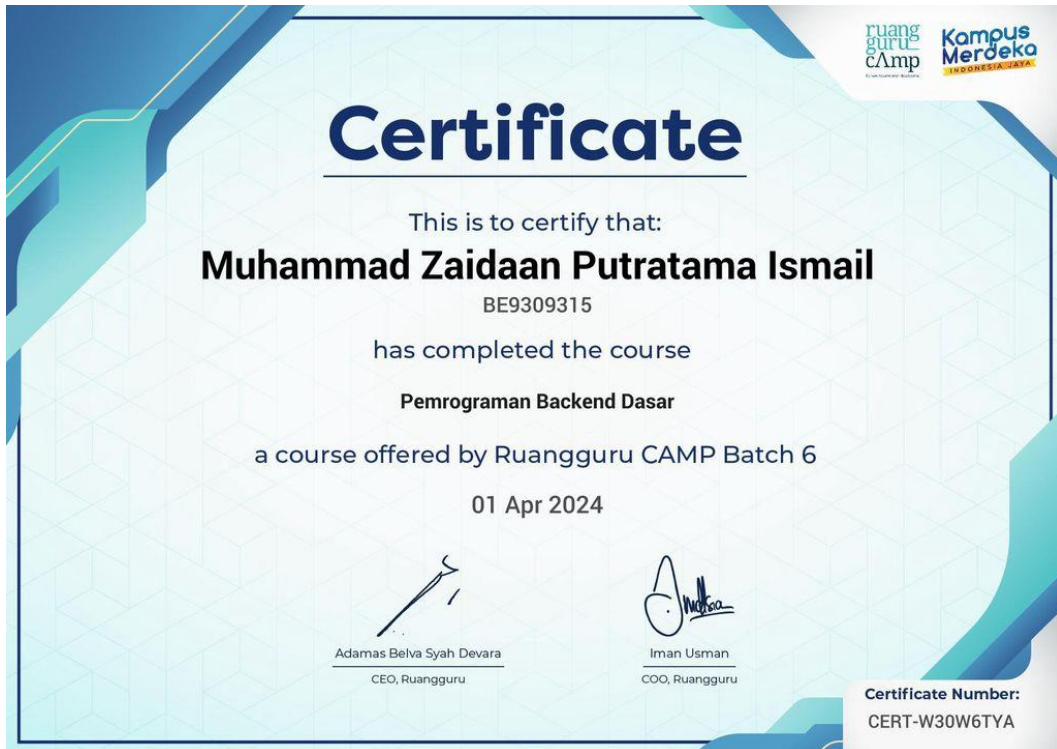 ruang
guru
cAmp
Kampus
Merdeka
INDONESIA JAYA
Certificate
This is to certify that:
Muhammad Zaidaan Putratama Ismail
BE9309315
has completed the course
Pemrograman Backend Dasar
a course offered by Ruangguru CAMP Batch 6
01 Apr 2024
Adamas Belva Syah Devara
CEO, Ruangguru
Iman Usman
COO, Ruangguru
Certificate Number:
CERT-W30W6TYA